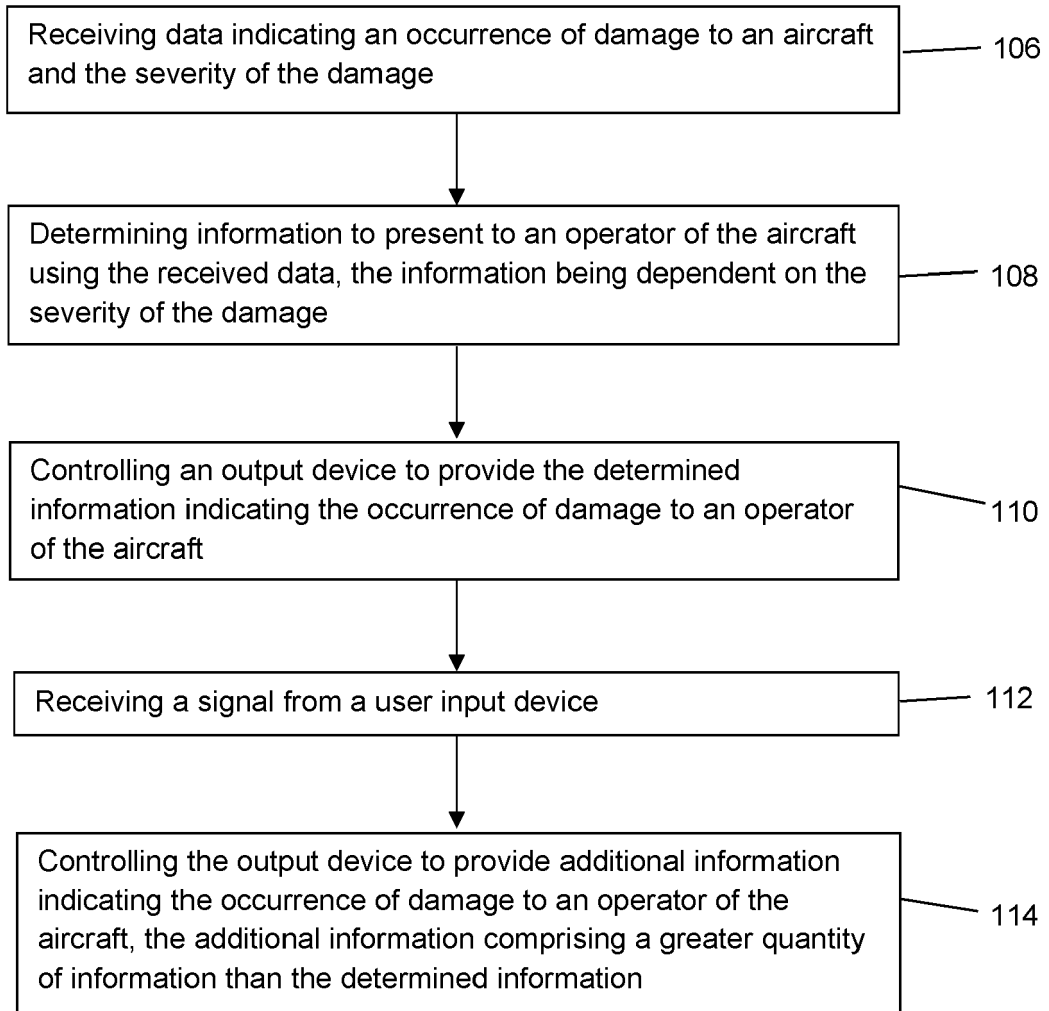 Receiving data indicating an occurrence of damage to an aircraft
and the severity of the damage
106
Determining information to present to an operator of the aircraft
using the received data, the information being dependent on the
severity of the damage
108
Controlling an output device to provide the determined
information indicating the occurrence of damage to an operator
of the aircraft
110
Receiving a signal from a user input device
112
Controlling the output device to provide additional information
indicating the occurrence of damage to an operator of the
aircraft, the additional information comprising a greater quantity
of information than the determined information
114